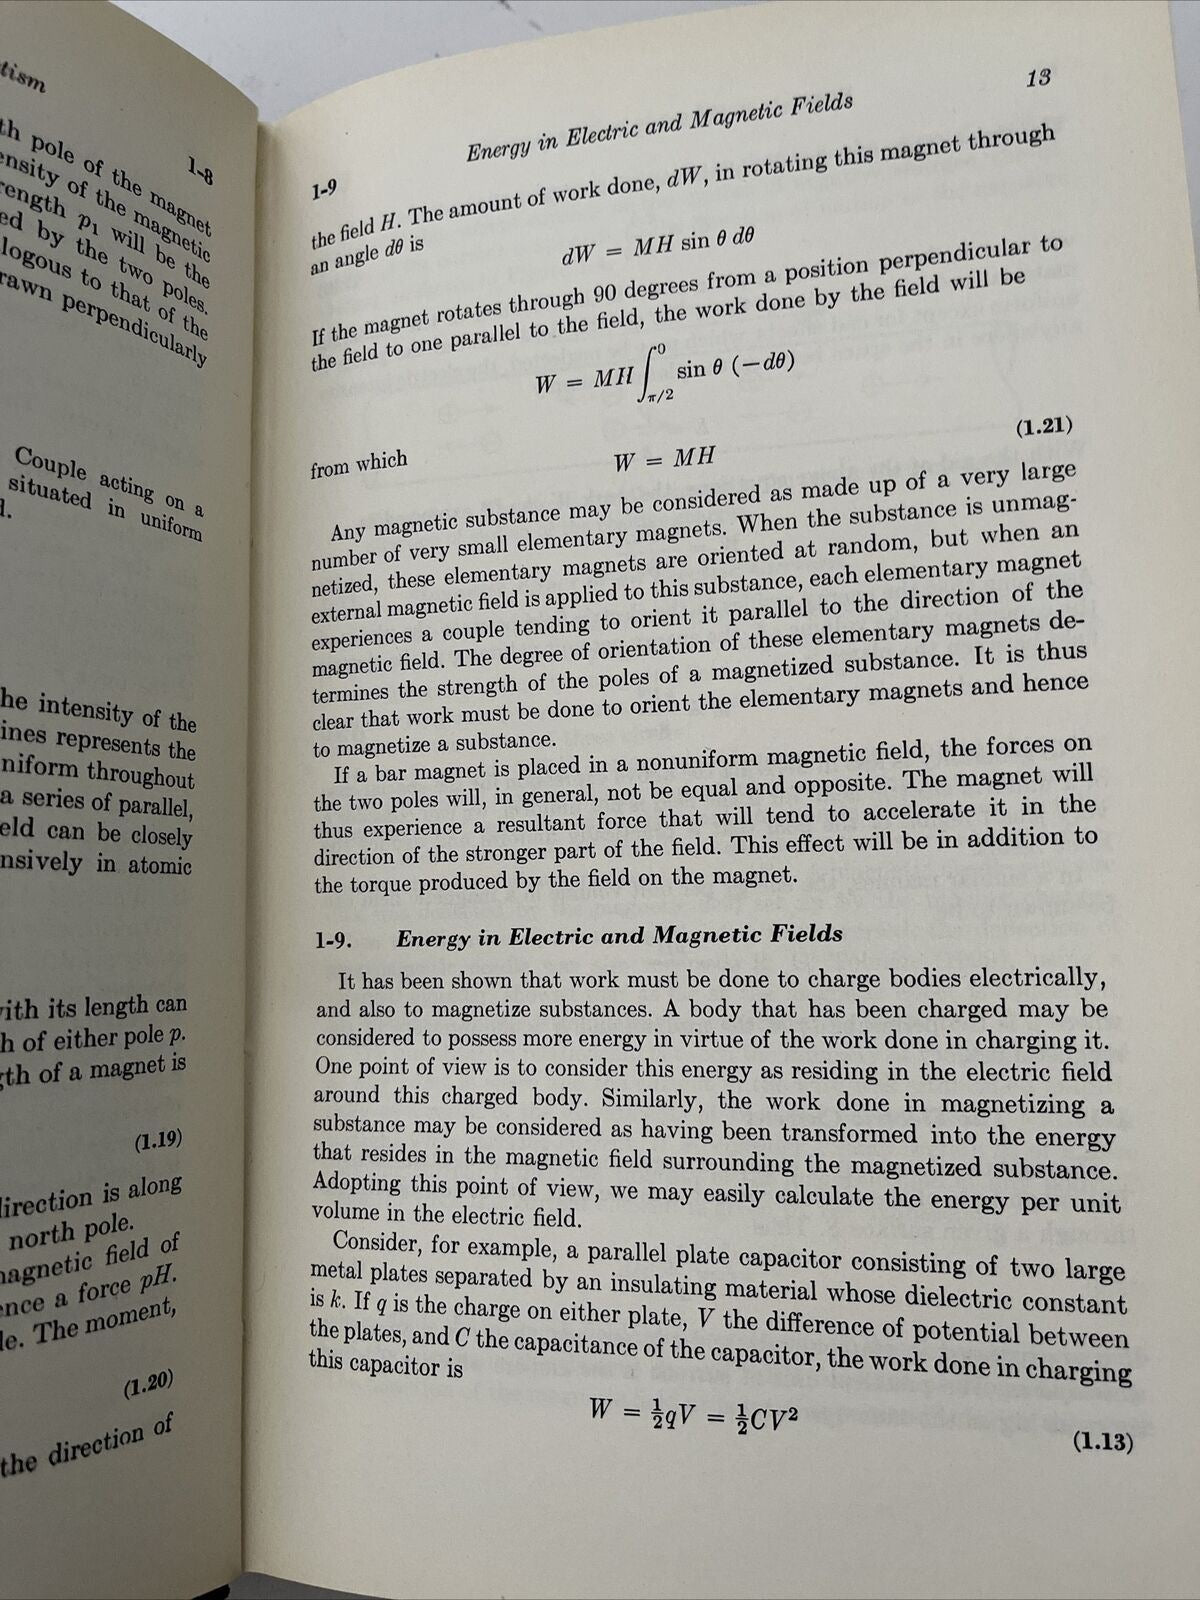 tism
1-8
th pole of the magnet
ensity of the magnetic
rength p₁ will be the
ed by the two poles.
logous to that of the
rawn perpendicularly
Couple acting on a
situated in uniform
d.
he intensity of the
ines represents the
niform throughout
a series of parallel,
eld can be closely
nsively in atomic
with its length can
h of either pole p.
gth of a magnet is
(1.19)
direction is along
north pole.
magnetic field of
ence a force pH.
le. The moment,
(1.20)
the direction of
1-9 Energy in Electric and Magnetic Fields 13
the field H. The amount of work done, dW, in rotating this magnet through
an angle dθ is
dW = MH sin θ dθ
If the magnet rotates through 90 degrees from a position perpendicular to
the field to one parallel to the field, the work done by the field will be
W = MH ∫_{π/2}^{0} sin θ (−dθ)
from which
W = MH (1.21)
Any magnetic substance may be considered as made up of a very large
number of very small elementary magnets. When the substance is unmag-
netized, these elementary magnets are oriented at random, but when an
external magnetic field is applied to this substance, each elementary magnet
experiences a couple tending to orient it parallel to the direction of the
magnetic field. The degree of orientation of these elementary magnets de-
termines the strength of the poles of a magnetized substance. It is thus
clear that work must be done to orient the elementary magnets and hence
to magnetize a substance.
If a bar magnet is placed in a nonuniform magnetic field, the forces on
the two poles will, in general, not be equal and opposite. The magnet will
thus experience a resultant force that will tend to accelerate it in the
direction of the stronger part of the field. This effect will be in addition to
the torque produced by the field on the magnet.
1-9. Energy in Electric and Magnetic Fields
It has been shown that work must be done to charge bodies electrically,
and also to magnetize substances. A body that has been charged may be
considered to possess more energy in virtue of the work done in charging it.
One point of view is to consider this energy as residing in the electric field
around this charged body. Similarly, the work done in magnetizing a
substance may be considered as having been transformed into the energy
that resides in the magnetic field surrounding the magnetized substance.
Adopting this point of view, we may easily calculate the energy per unit
volume in the electric field.
Consider, for example, a parallel plate capacitor consisting of two large
metal plates separated by an insulating material whose dielectric constant
is k. If q is the charge on either plate, V the difference of potential between
the plates, and C the capacitance of the capacitor, the work done in charging
this capacitor is
W = ½qV = ½CV²
(1.13)